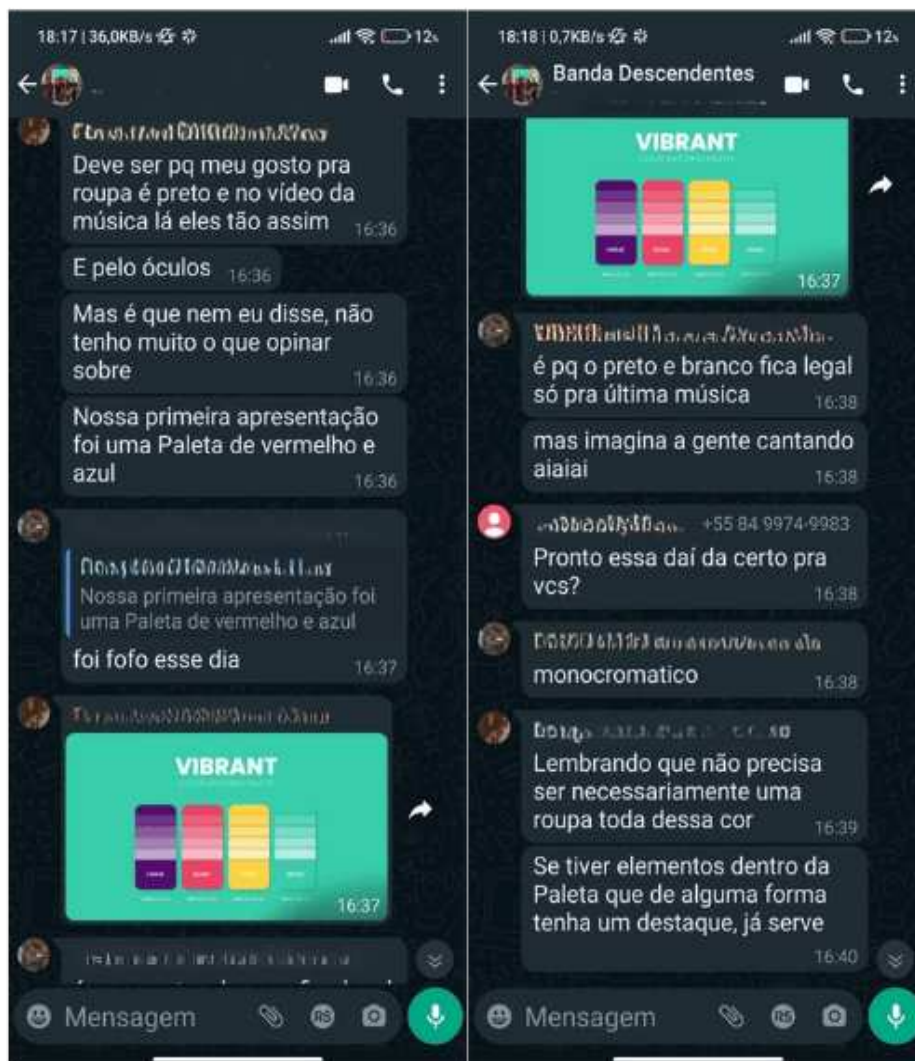 18:17 | 36,0KB/s
12%
Deve ser pq meu gosto pra
roupa é preto e no vídeo da
música lá eles tão assim
16:36
E pelo óculos
16:36
Mas é que nem eu disse, não
tenho muito o que opinar
sobre
16:36
Nossa primeira apresentação
foi uma Paleta de vermelho e
azul
16:36
Nossa primeira apresentação foi
uma Paleta de vermelho e azul
foi fofo esse dia
16:37
VIBRANT
16:37
Mensagem
RS
18:18 | 0,7KB/s
12%
Banda Descendentes
VIBRANT
16:37
é pq o preto e branco fica legal
só pra última música
16:38
mas imagina a gente cantando
aiaiai
16:38
+55 84 9974-9983
Pronto essa daí da certo pra
vcs?
16:38
monocromatico
16:38
Lembrando que não precisa
ser necessariamente uma
roupa toda dessa cor
16:39
Se tiver elementos dentro da
Paleta que de alguma forma
tenha um destaque, já serve
16:40
Mensagem
RS